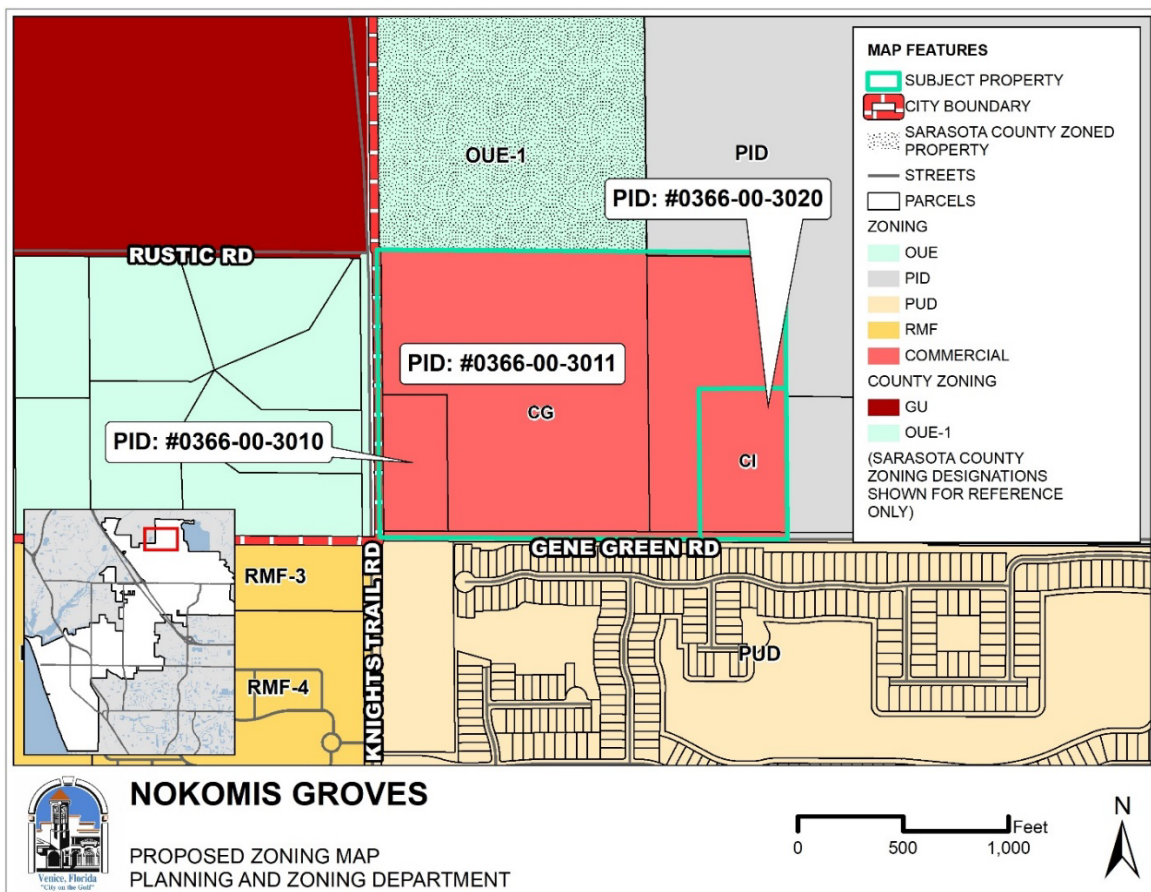 OUE-1
PID
PID: #0366-00-3020
RUSTIC RD
PID: #0366-00-3011
CG
PID: #0366-00-3010
CI
GENE GREEN RD
KNIGHTS TRAIL RD
RMF-3
PUD
RMF-4
MAP FEATURES
SUBJECT PROPERTY
CITY BOUNDARY
SARASOTA COUNTY ZONED
PROPERTY
STREETS
PARCELS
ZONING
OUE
PID
PUD
RMF
COMMERCIAL
COUNTY ZONING
GU
OUE-1
(SARASOTA COUNTY
ZONING DESIGNATIONS
SHOWN FOR REFERENCE
ONLY)
Venice, Florida
"City on the Gulf"
NOKOMIS GROVES
PROPOSED ZONING MAP
PLANNING AND ZONING DEPARTMENT
Feet
0 500 1,000
N